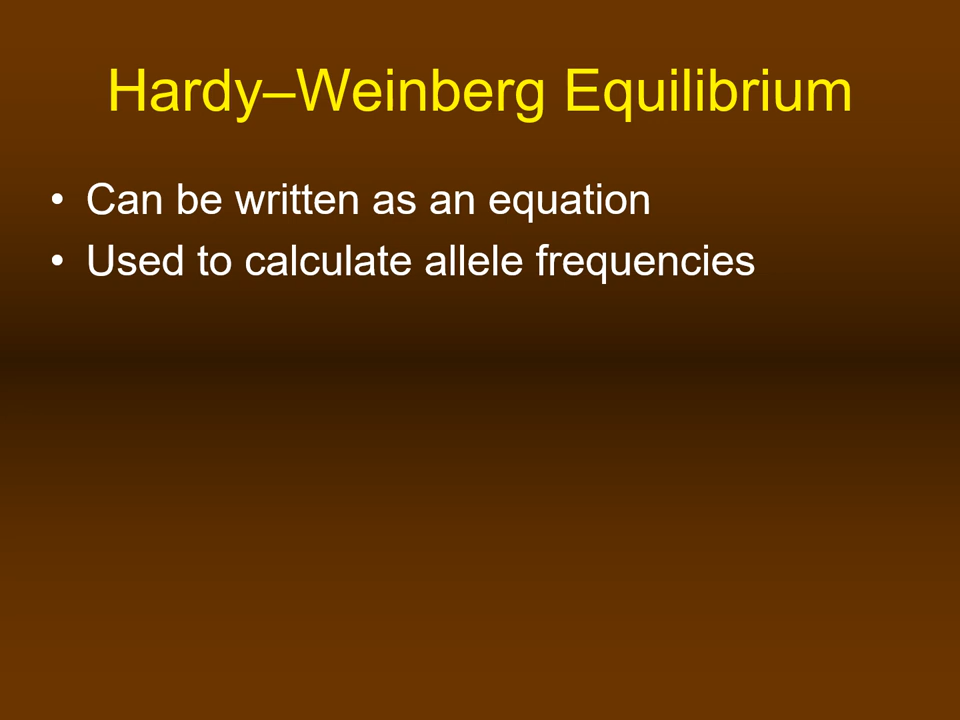 Hardy–Weinberg Equilibrium
• Can be written as an equation
• Used to calculate allele frequencies